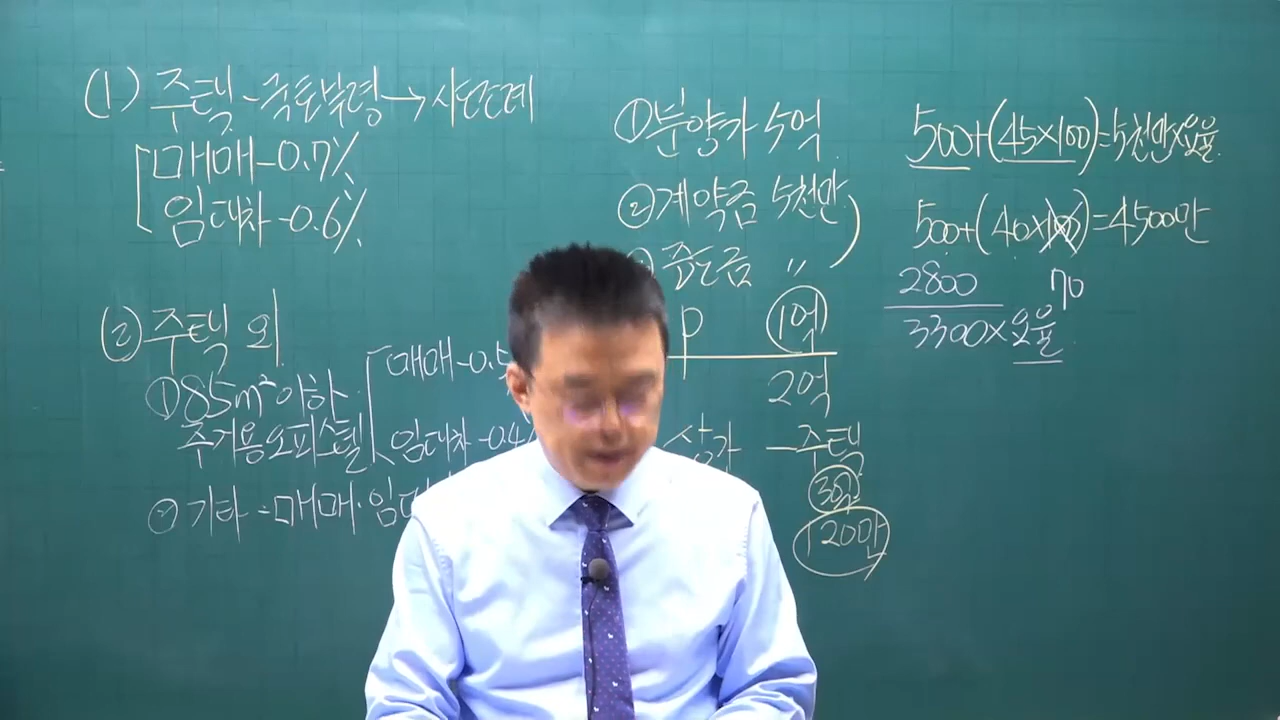 (1) 주택-국토부령→시·도조례
매매-0.7%
임대차-0.6%
(2) 주택 외
①85m²이하
주거용오피스텔
매매-0.5
임대차-0.4
②기타-매매·임대
①분양가 5억
②계약금 5천만
중도금 〃
P 1억
2억
상가 - 주택
30만
120만
500+(45×100)=5천만×요율
500+(40×100)=4500만
2800 70
3300×요율